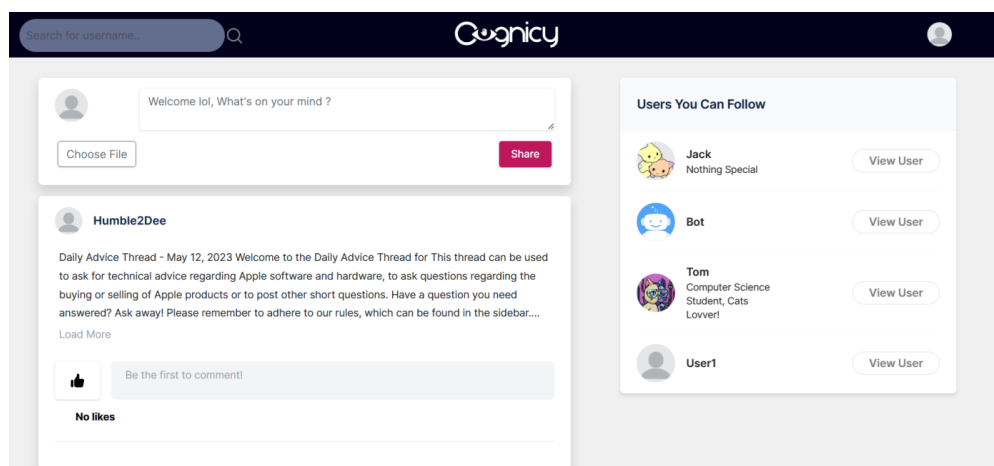 Search for username..
Cognicy
Welcome lol, What's on your mind ?
Choose File
Share
Humble2Dee
Daily Advice Thread - May 12, 2023 Welcome to the Daily Advice Thread for This thread can be used
to ask for technical advice regarding Apple software and hardware, to ask questions regarding the
buying or selling of Apple products or to post other short questions. Have a question you need
answered? Ask away! Please remember to adhere to our rules, which can be found in the sidebar....
Load More
Be the first to comment!
No likes
Users You Can Follow
Jack
Nothing Special
View User
Bot
View User
Tom
Computer Science
Student, Cats
Lovver!
View User
User1
View User